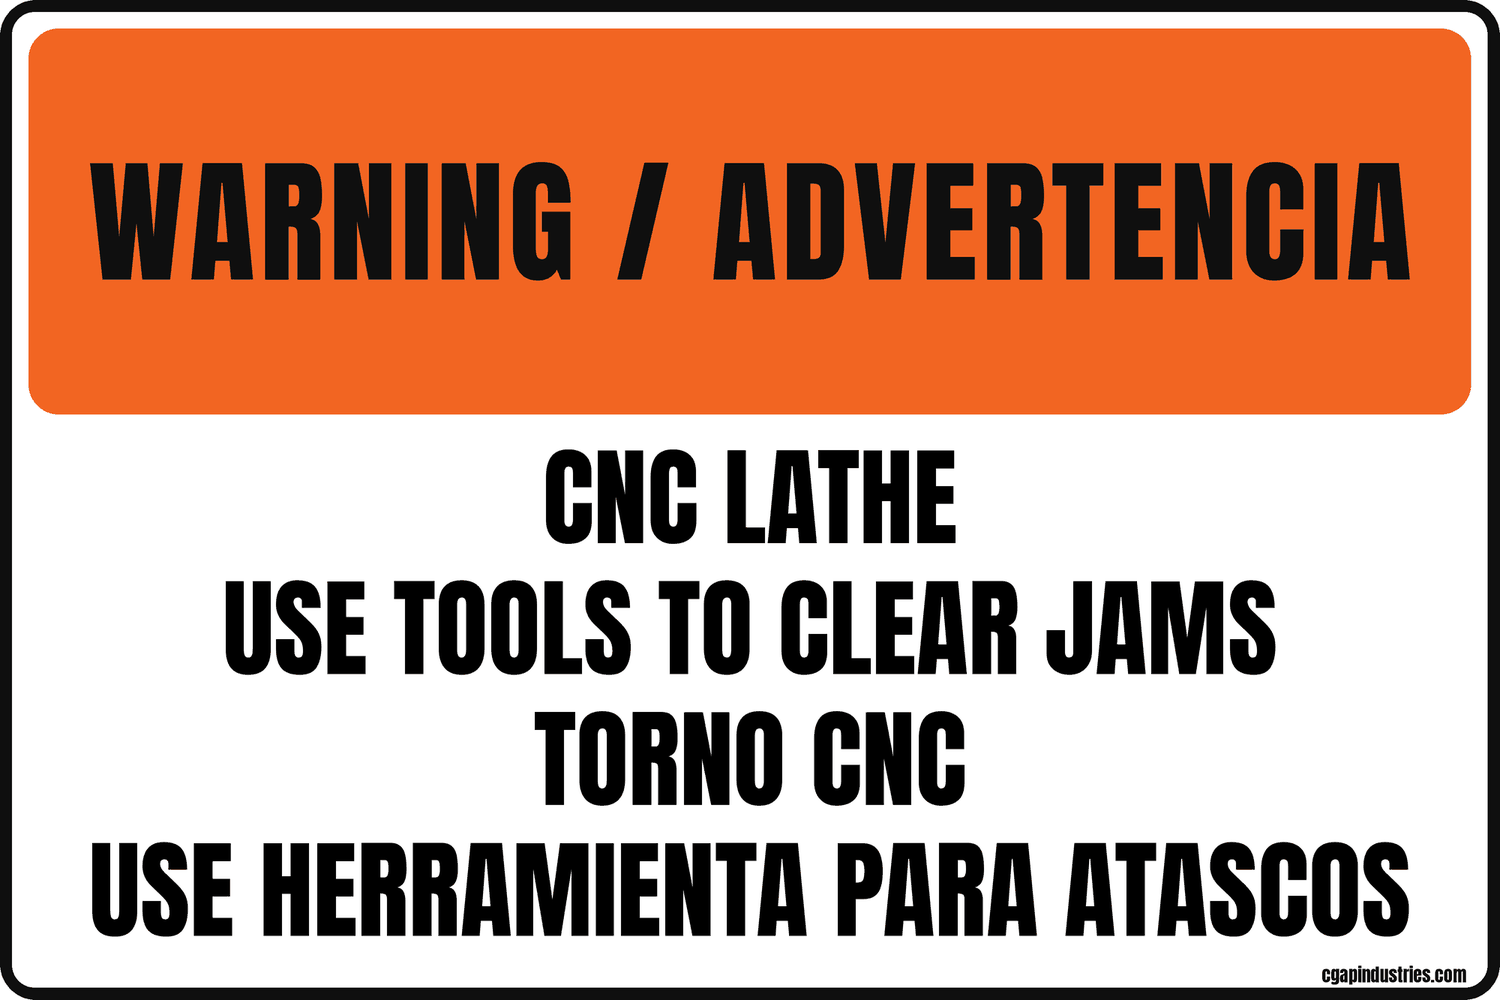 WARNING / ADVERTENCIA
CNC LATHE
USE TOOLS TO CLEAR JAMS
TORNO CNC
USE HERRAMIENTA PARA ATASCOS
cgapindustries.com